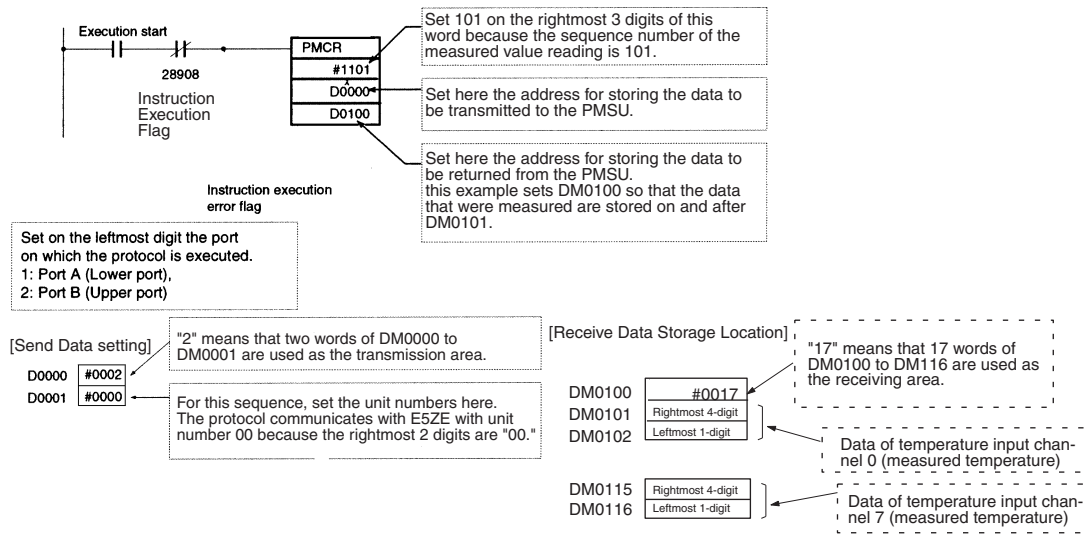 Execution start
28908
Instruction
Execution
Flag
PMCR
#1101
D0000
D0100
Set 101 on the rightmost 3 digits of this
word because the sequence number of the
measured value reading is 101.
Set here the address for storing the data to
be transmitted to the PMSU.
Set here the address for storing the data to
be returned from the PMSU.
this example sets DM0100 so that the data
that were measured are stored on and after
DM0101.
Instruction execution
error flag
Set on the leftmost digit the port
on which the protocol is executed.
1: Port A (Lower port),
2: Port B (Upper port)
[Send Data setting]
D0000 #0002
D0001 #0000
"2" means that two words of DM0000 to
DM0001 are used as the transmission area.
For this sequence, set the unit numbers here.
The protocol communicates with E5ZE with unit
number 00 because the rightmost 2 digits are "00."
[Receive Data Storage Location]
DM0100 #0017
DM0101 Rightmost 4-digit
DM0102 Leftmost 1-digit
DM0115 Rightmost 4-digit
DM0116 Leftmost 1-digit
"17" means that 17 words of
DM0100 to DM116 are used as
the receiving area.
Data of temperature input chan-
nel 0 (measured temperature)
Data of temperature input chan-
nel 7 (measured temperature)